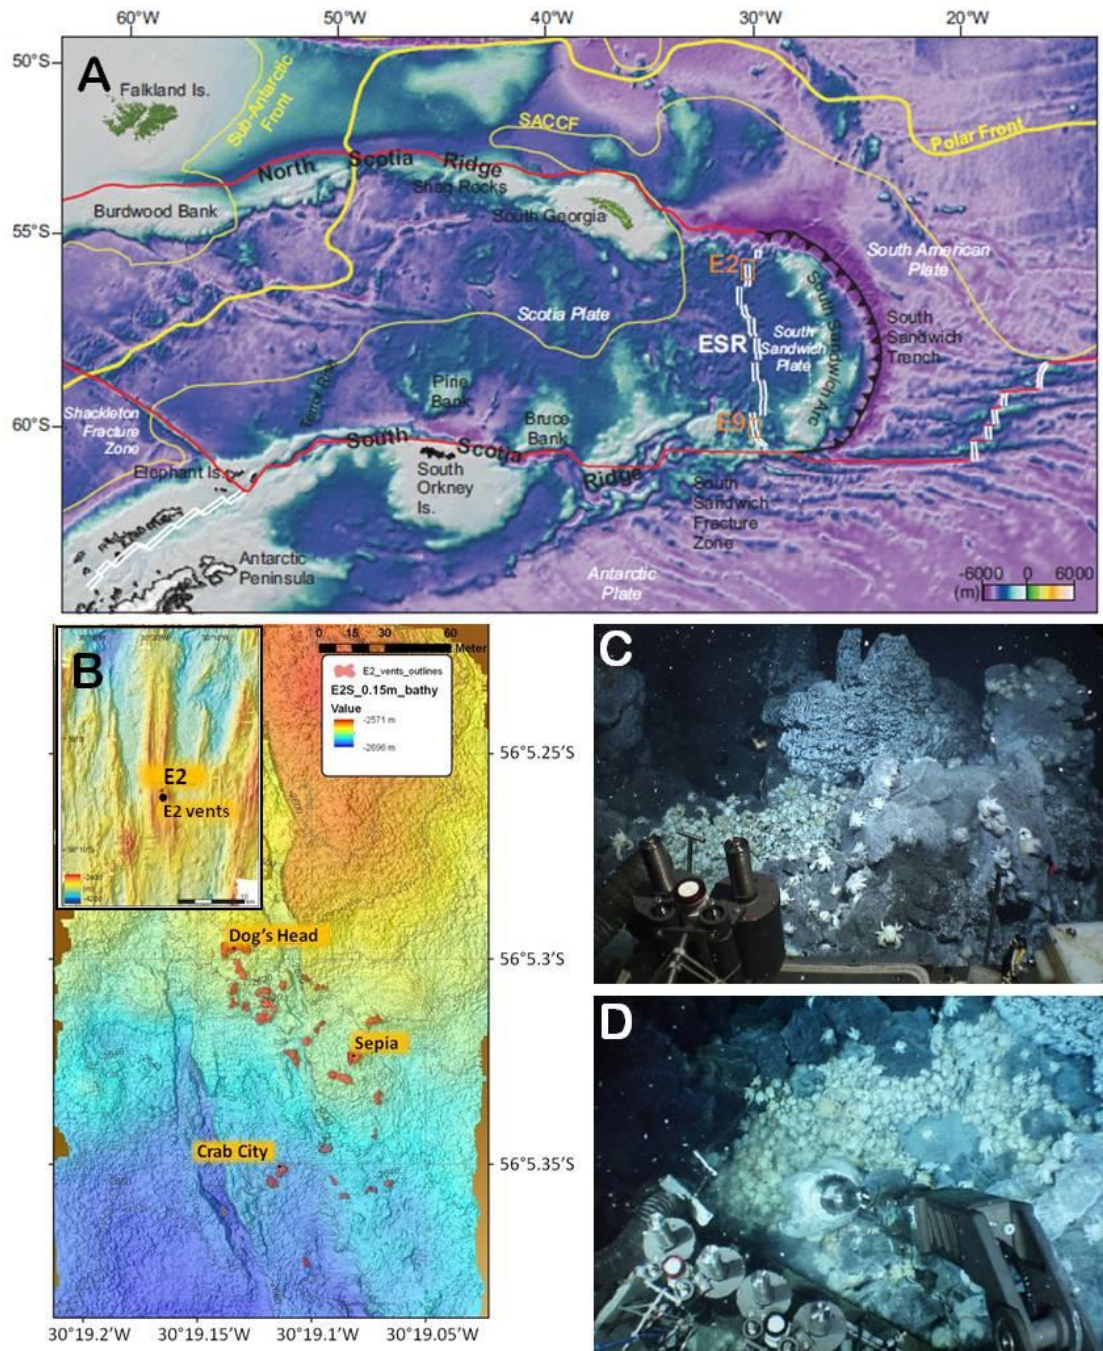 60°W
50°W
40°W
30°W
20°W
50°S
55°S
60°S
A
Falkland Is.
Sub-Antarctic
Front
SACCF
Polar Front
North Scotia Ridge
Shag Rocks
Burdwood Bank
South Georgia
South American
Plate
E2
Scotia Plate
ESR
South
Sandwich
Plate
South Sandwich Arc
South
Sandwich
Trench
Pirie
Bank
Bruce
Bank
E9
Shackleton
Fracture
Zone
Elephant Is.
South Scotia Ridge
South
Orkney
Is.
South
Sandwich
Fracture
Zone
Antarctic
Peninsula
Antarctic
Plate
-6000 0 6000
(m)
B
E2
E2 vents
0 15 30 60
Meter
E2_vents_outlines
E2S_0.15m_bathy
Value
-2571 m
-2696 m
56°5.25'S
56°5.3'S
56°5.35'S
Dog's Head
Sepia
Crab City
30°19.2'W
30°19.15'W
30°19.1'W
30°19.05'W
C
D